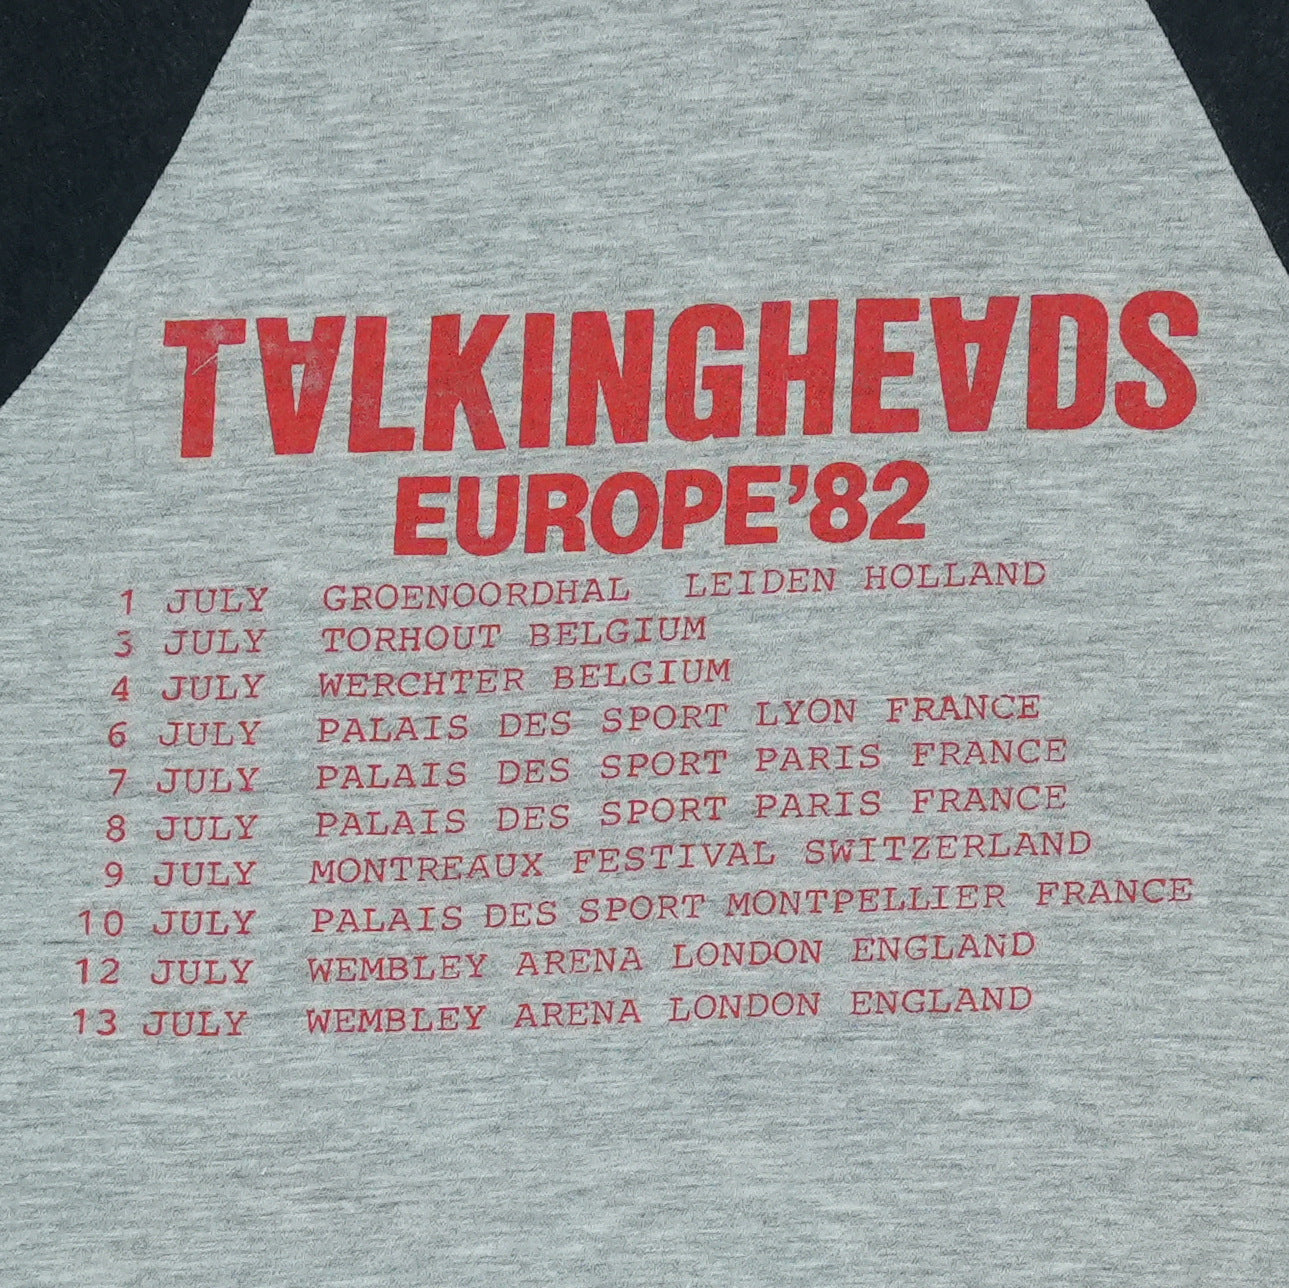 TALKINGHEADS
EUROPE'82
1 JULY GROENOORDHAL LEIDEN HOLLAND
3 JULY TORHOUT BELGIUM
4 JULY WERCHTER BELGIUM
6 JULY PALAIS DES SPORT LYON FRANCE
7 JULY PALAIS DES SPORT PARIS FRANCE
8 JULY PALAIS DES SPORT PARIS FRANCE
9 JULY MONTREAUX FESTIVAL SWITZERLAND
10 JULY PALAIS DES SPORT MONTPELLIER FRANCE
12 JULY WEMBLEY ARENA LONDON ENGLAND
13 JULY WEMBLEY ARENA LONDON ENGLAND